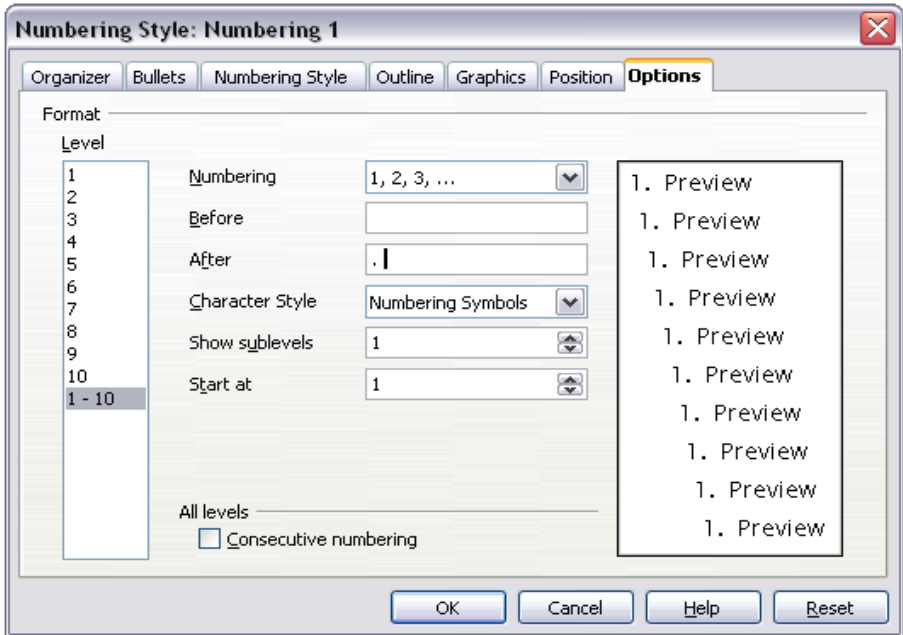 Numbering Style: Numbering 1
Organizer Bullets Numbering Style Outline Graphics Position Options
Format
Level
1
2
3
4
5
6
7
8
9
10
1 - 10
Numbering 1, 2, 3, ...
Before
After .
Character Style Numbering Symbols
Show sublevels 1
Start at 1
All levels
Consecutive numbering
1. Preview
1. Preview
1. Preview
1. Preview
1. Preview
1. Preview
1. Preview
1. Preview
1. Preview
1. Preview
OK Cancel Help Reset